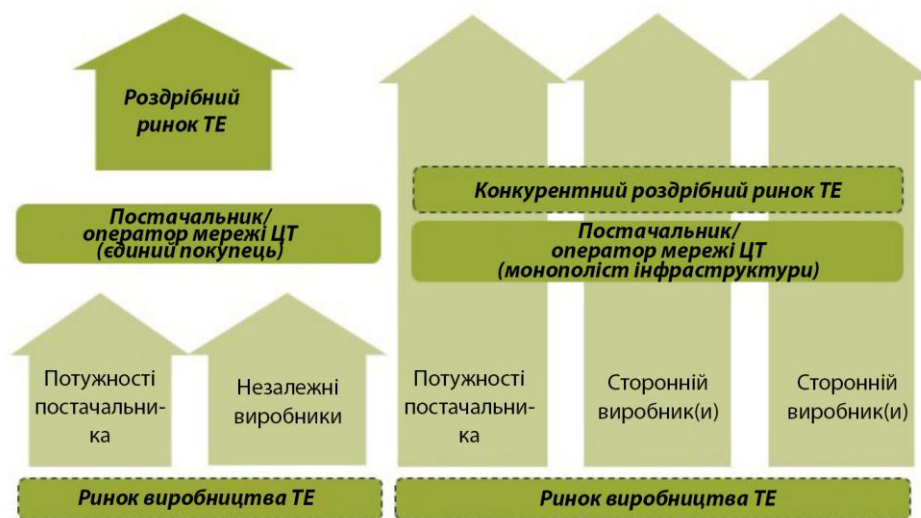 Роздрібний
ринок ТЕ
Постачальник/
оператор мережі ЦТ
(єдиний покупець)
Потужності
постачальни-
ка
Незалежні
виробники
Ринок виробництва ТЕ
Конкурентний роздрібний ринок ТЕ
Постачальник/
оператор мережі ЦТ
(монополіст інфраструктури)
Потужності
постачальни-
ка
Сторонній
виробник(и)
Сторонній
виробник(и)
Ринок виробництва ТЕ